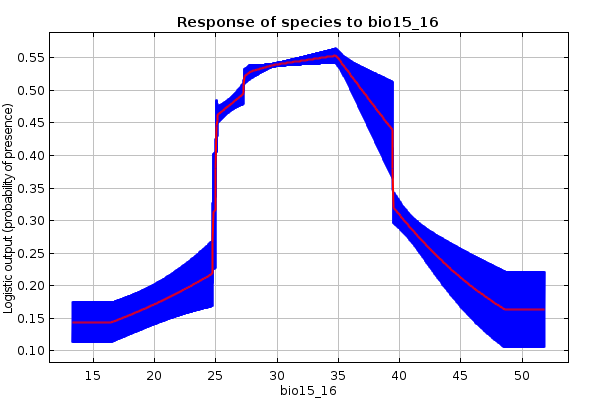 Response of species to bio15_16
Logistic output (probability of presence)
0.55
0.50
0.45
0.40
0.35
0.30
0.25
0.20
0.15
0.10
15 20 25 30 35 40 45 50
bio15_16